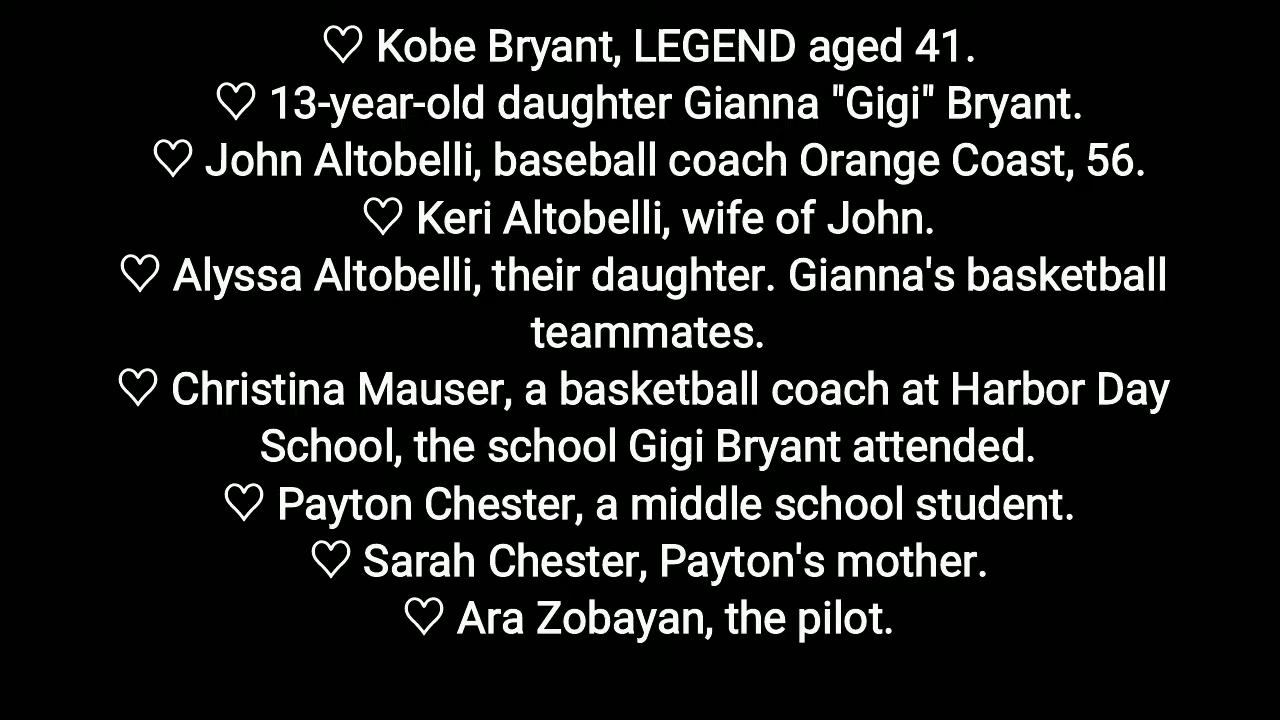 ♡ Kobe Bryant, LEGEND aged 41.
♡ 13-year-old daughter Gianna "Gigi" Bryant.
♡ John Altobelli, baseball coach Orange Coast, 56.
♡ Keri Altobelli, wife of John.
♡ Alyssa Altobelli, their daughter. Gianna's basketball
teammates.
♡ Christina Mauser, a basketball coach at Harbor Day
School, the school Gigi Bryant attended.
♡ Payton Chester, a middle school student.
♡ Sarah Chester, Payton's mother.
♡ Ara Zobayan, the pilot.